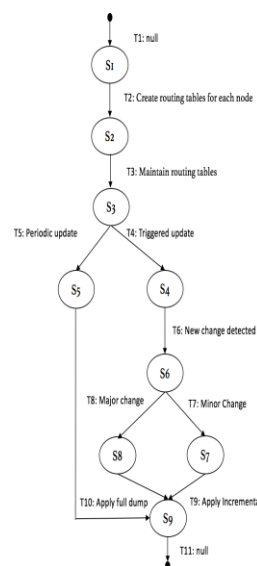 T1: null
S1
T2: Create routing tables for each node
S2
T3: Maintain routing tables
S3
T5: Periodic update
T4: Triggered update
S5
S4
T6: New change detected
S6
T8: Major change
T7: Minor Change
S8
S7
T10: Apply full dump
T9: Apply Incrementa
S9
T11: null